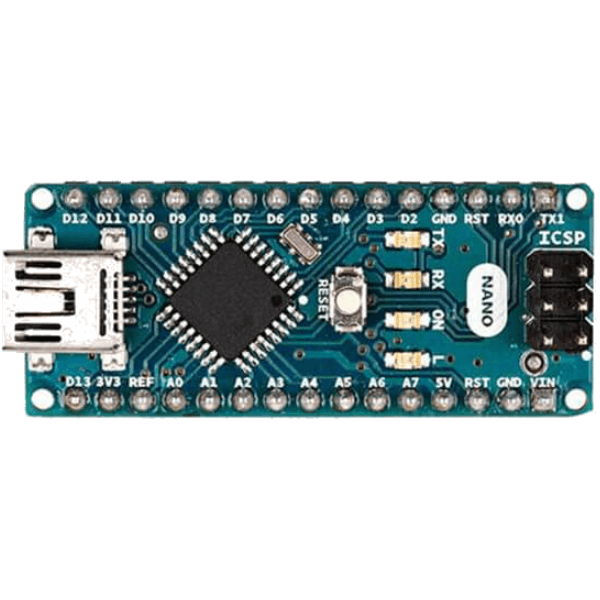 D12 D11 D10 D9 D8 D7 D6 D5 D4 D3 D2 GND RST RX0 TX1
ICSP
TX
RX
ON
L
RESET
NANO
D13 3V3 REF A0 A1 A2 A3 A4 A5 A6 A7 5V RST GND VIN